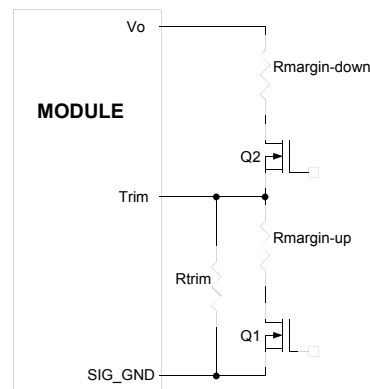 Vo
Rmargin-down
MODULE
Q2
Trim
Rmargin-up
Rtrim
Q1
SIG_GND